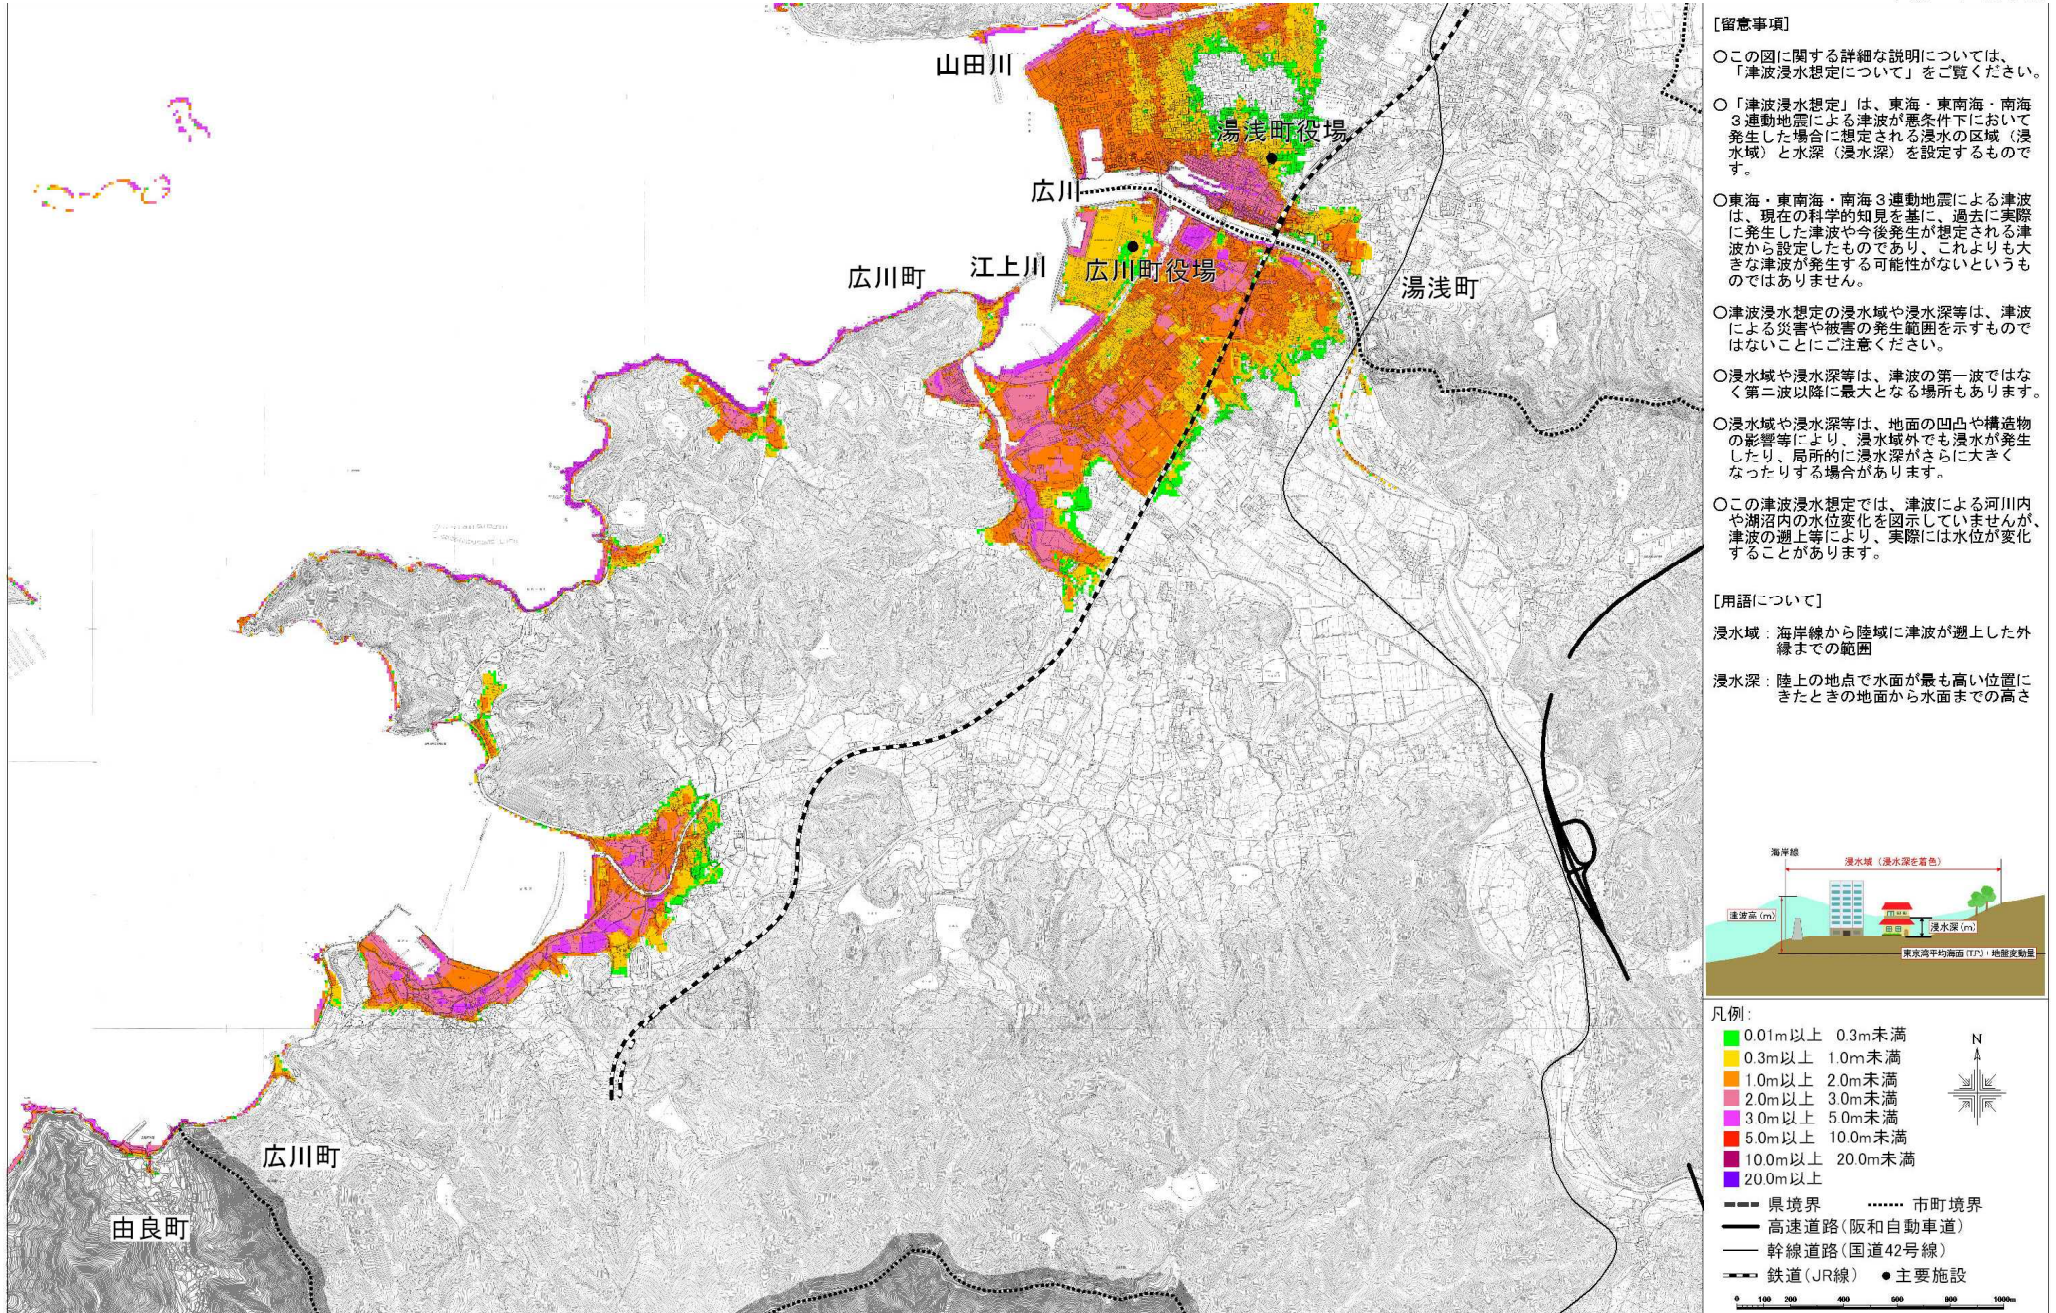 山田川
湯浅町役場
広川
広川町
江上川
広川町役場
湯浅町
広川町
由良町
[留意事項]
○この図に関する詳細な説明については、
「津波浸水想定について」をご覧ください。
○「津波浸水想定」は、東海・東南海・南海
３連動地震による津波が悪条件下において
発生した場合に想定される浸水の区域（浸
水域）と水深（浸水深）を設定するもので
す。
○東海・東南海・南海３連動地震による津波
は、現在の科学的知見を基に、過去に実際
に発生した津波や今後発生が想定される津
波から設定したものであり、これよりも大
きな津波が発生する可能性がないというも
のではありません。
○津波浸水想定の浸水域や浸水深等は、津波
による災害や被害の発生範囲を示すもので
はないことにご注意ください。
○浸水域や浸水深等は、津波の第一波ではな
く第二波以降に最大となる場所もあります。
○浸水域や浸水深等は、地面の凹凸や構造物
の影響等により、浸水域外でも浸水が発生
したり、局所的に浸水深がさらに大きく
なったりする場合があります。
○この津波浸水想定では、津波による河川内
や湖沼内の水位変化を図示していませんが、
津波の遡上等により、実際には水位が変化
することがあります。
[用語について]
浸水域：海岸線から陸域に津波が遡上した外
縁までの範囲
浸水深：陸上の地点で水面が最も高い位置に
きたときの地面から水面までの高さ
海岸線
浸水域（浸水深を着色）
津波高(m)
浸水深(m)
東京湾平均海面(T.P.)＋地盤変動量
凡例：
0.01m以上 0.3m未満
0.3m以上 1.0m未満
1.0m以上 2.0m未満
2.0m以上 3.0m未満
3.0m以上 5.0m未満
5.0m以上 10.0m未満
10.0m以上 20.0m未満
20.0m以上
N
県境界 市町境界
高速道路(阪和自動車道)
幹線道路(国道42号線)
鉄道(JR線) ●主要施設
0 100 200 400 600 800 1000m